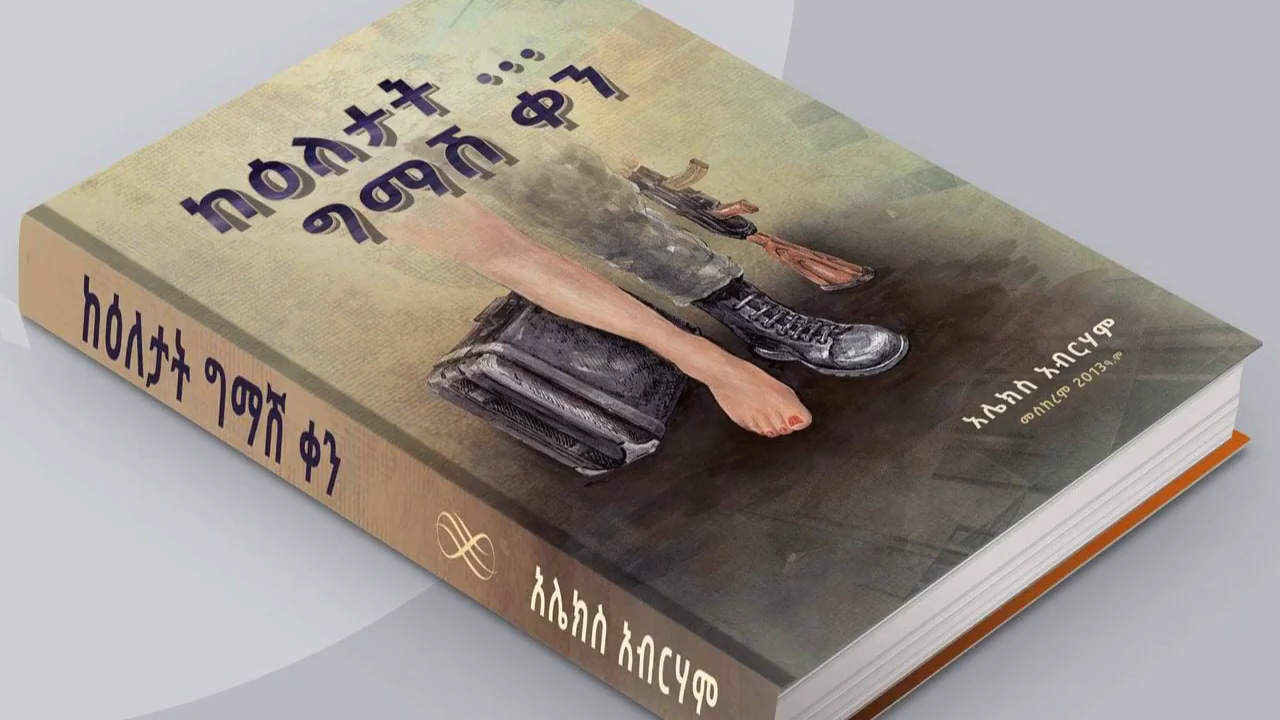 ከዕለታት ...
ግማሽ ቀን
አሌክስ አብርሃም
መስከረም 2013ዓ.ም
ከዕለታት ግማሽ ቀን
አሌክስ አብርሃም